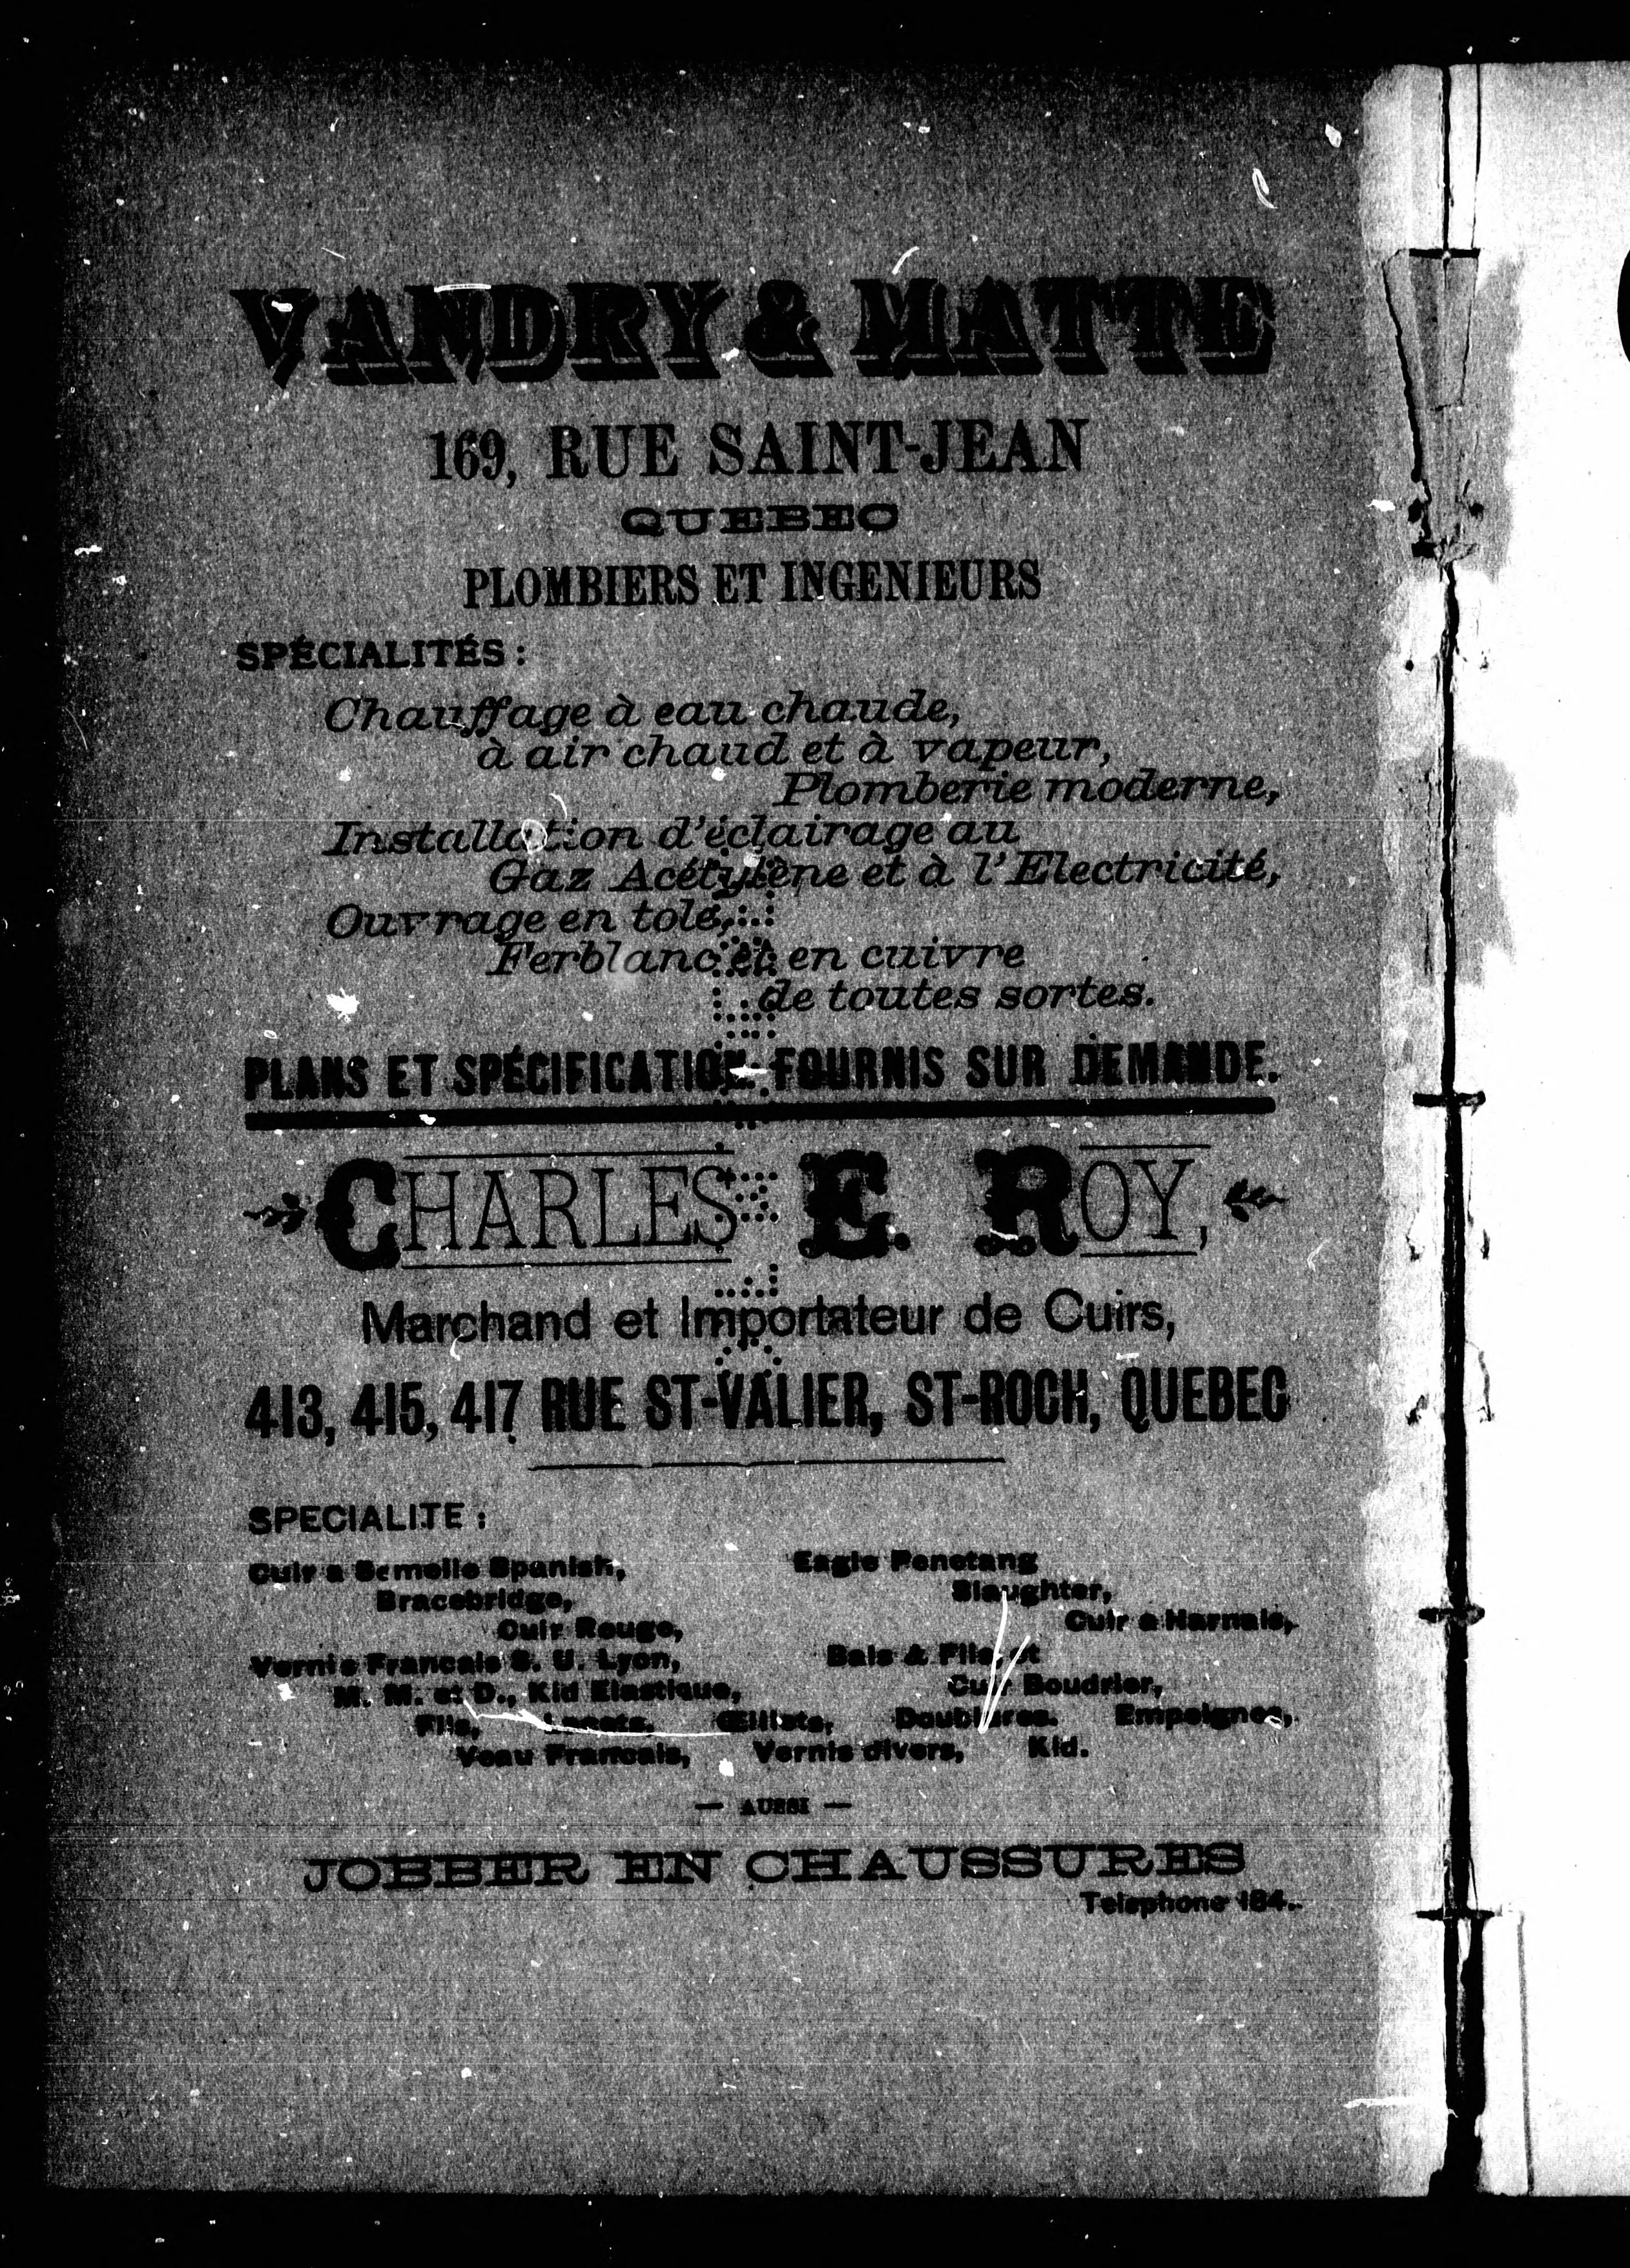 VANDRY & MATTE
169, RUE SAINT-JEAN
QUEBEC
PLOMBIERS ET INGENIEURS
SPÉCIALITÉS :
Chauffage à eau chaude,
à air chaud et à vapeur,
Plomberie moderne,
Installation d'éclairage au
Gaz Acétylène et à l'Electricité,
Ouvrage en tole,
Ferblanc et en cuivre
de toutes sortes.
PLANS ET SPÉCIFICATION FOURNIS SUR DEMANDE.
CHARLES E. ROY,
Marchand et Importateur de Cuirs,
413, 415, 417 RUE ST-VALIER, ST-ROCH, QUEBEC
SPECIALITE :
Cuir a Semelle Spanish, Eagle Penetang
Bracebridge, Slaughter,
Cuir Rouge, Cuir a Harnais,
Vernis Francais S. U. Lyon, Bals & Flie et
M. M. et D., Kid Elastique, Cuir Boudrier,
Fils, Lacets, Œillets, Doublures. Empeignes,
Veau Francais, Vernis divers, Kid.
— AUSSI —
JOBBER EN CHAUSSURES
Telephone 184.